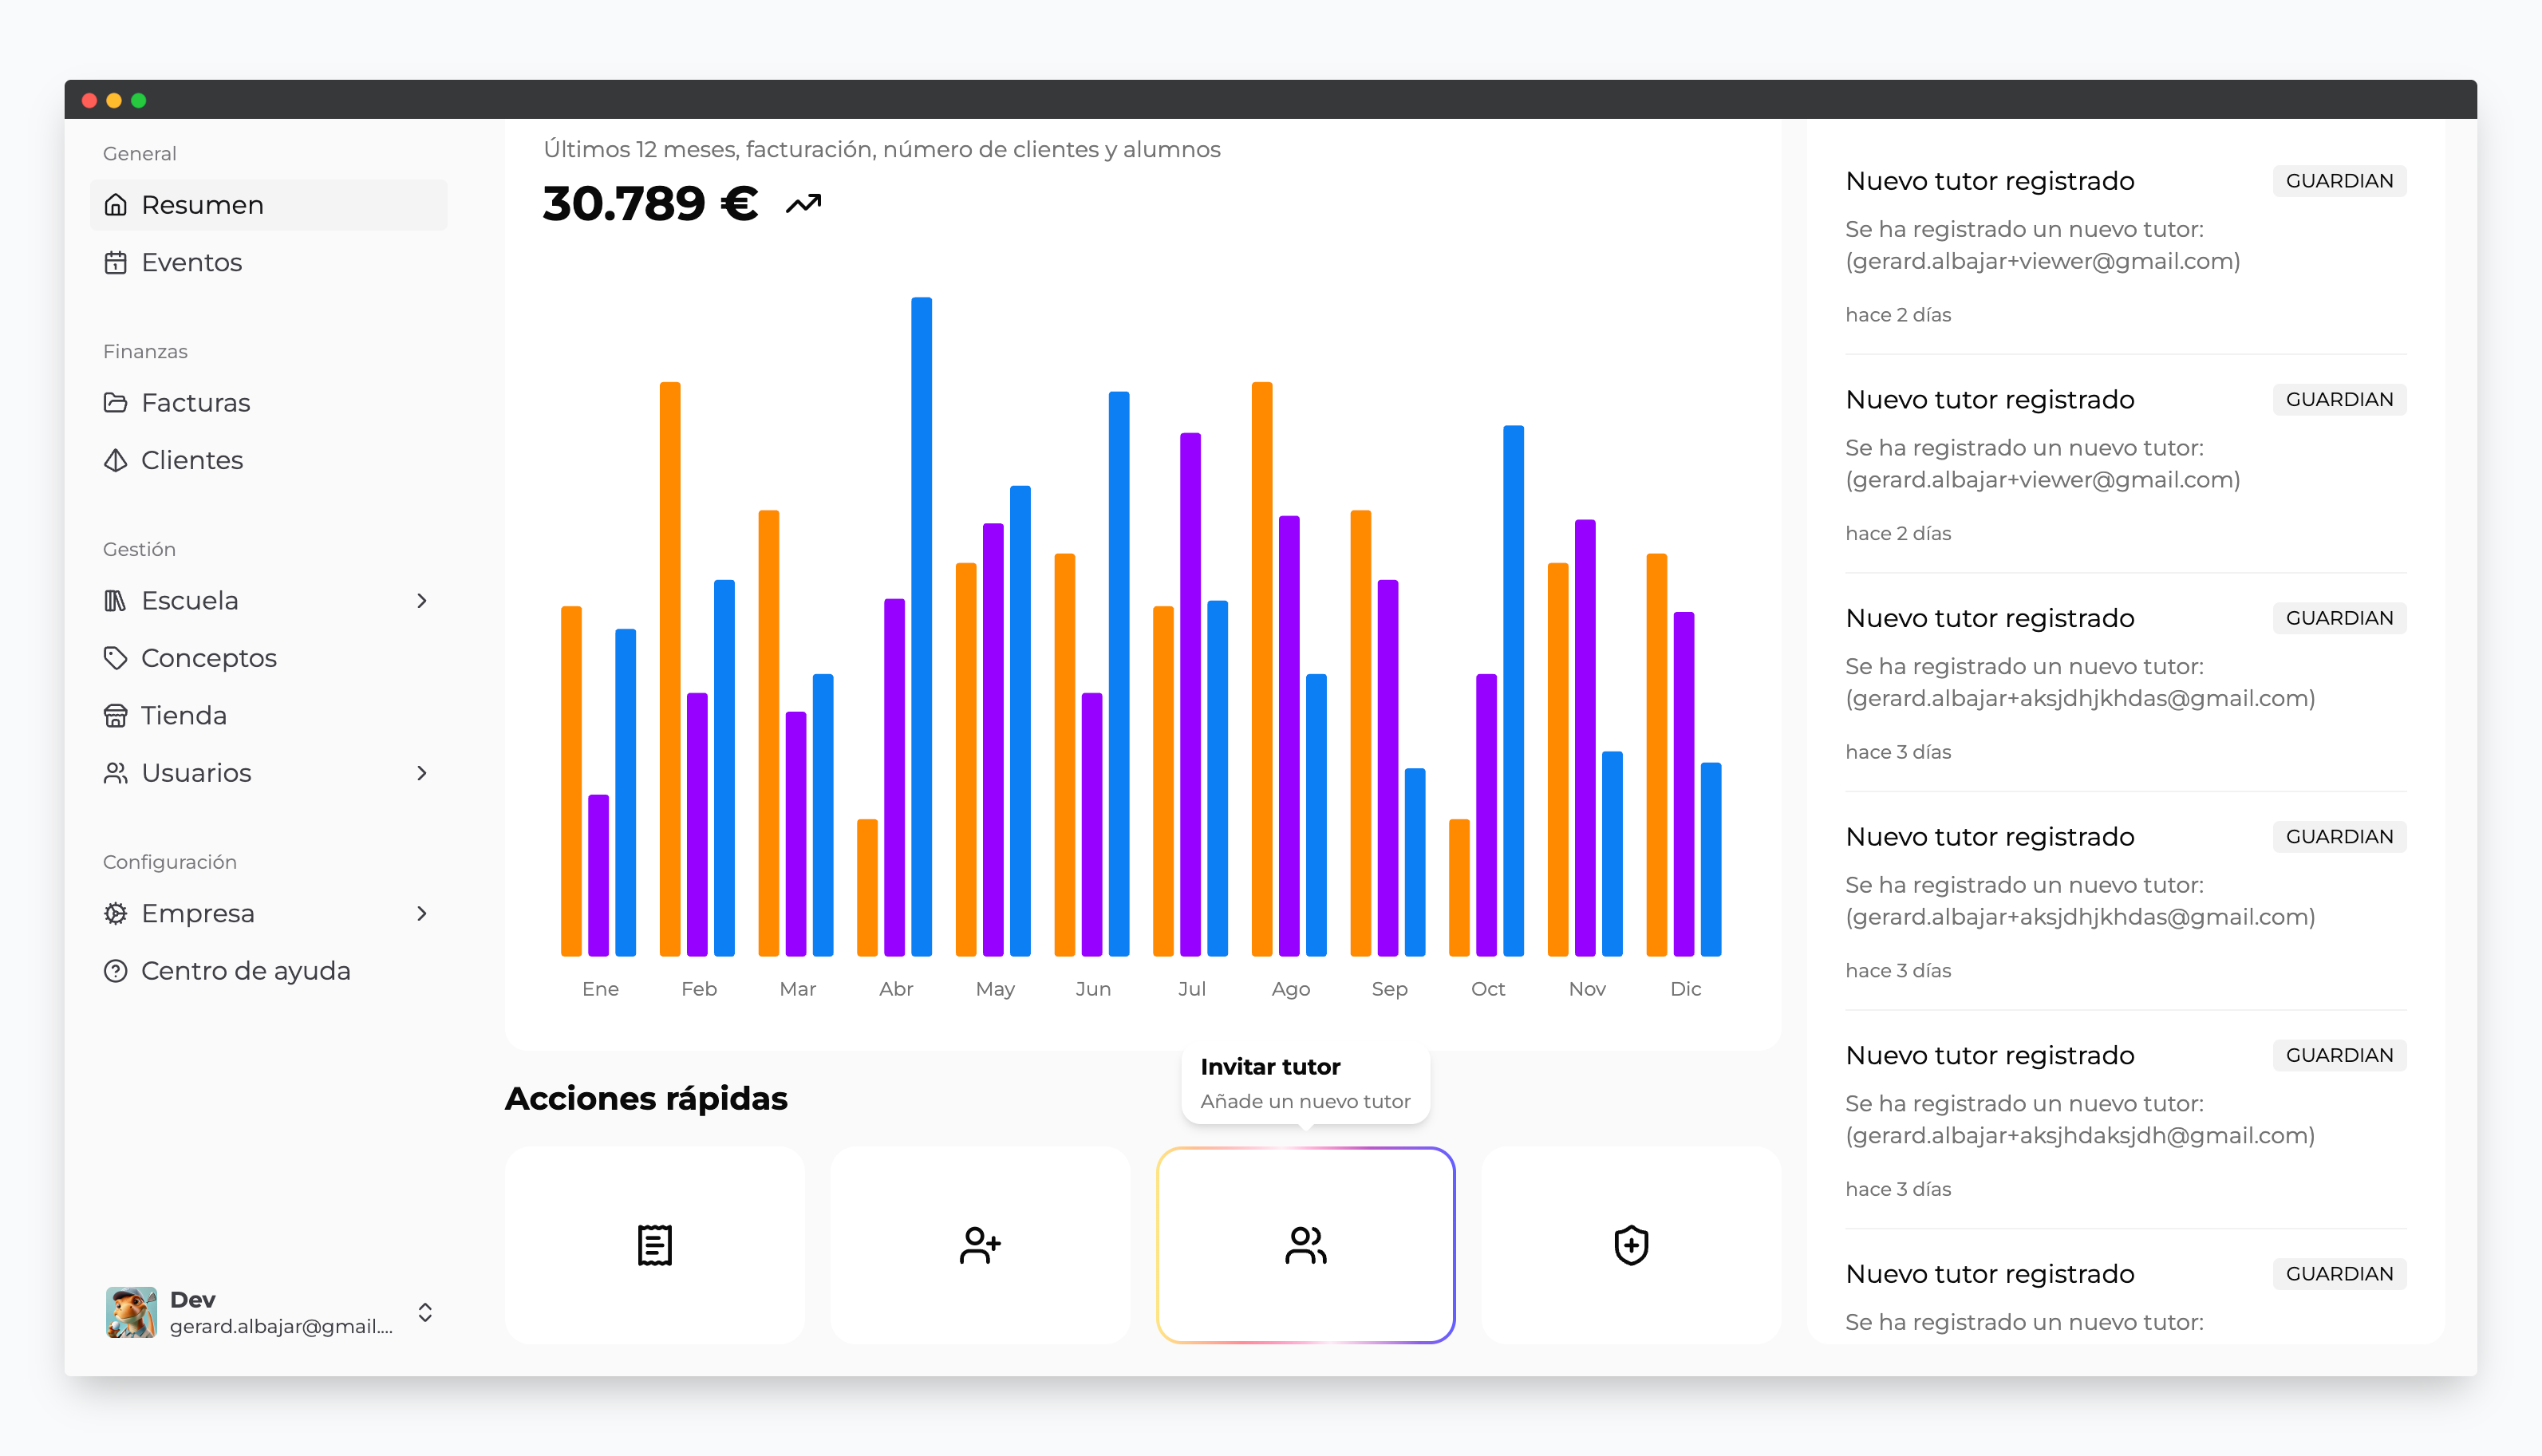 General
Resumen
Eventos
Finanzas
Facturas
Clientes
Gestión
Escuela
Conceptos
Tienda
Usuarios
Configuración
Empresa
Centro de ayuda
Dev
gerard.albajar@gmail....
Últimos 12 meses, facturación, número de clientes y alumnos
30.789 €
Ene Feb Mar Abr May Jun Jul Ago Sep Oct Nov Dic
Acciones rápidas
Invitar tutor
Añade un nuevo tutor
Nuevo tutor registrado GUARDIAN
Se ha registrado un nuevo tutor:
(gerard.albajar+viewer@gmail.com)
hace 2 días
Nuevo tutor registrado GUARDIAN
Se ha registrado un nuevo tutor:
(gerard.albajar+viewer@gmail.com)
hace 2 días
Nuevo tutor registrado GUARDIAN
Se ha registrado un nuevo tutor:
(gerard.albajar+aksjdhjkhdas@gmail.com)
hace 3 días
Nuevo tutor registrado GUARDIAN
Se ha registrado un nuevo tutor:
(gerard.albajar+aksjdhjkhdas@gmail.com)
hace 3 días
Nuevo tutor registrado GUARDIAN
Se ha registrado un nuevo tutor:
(gerard.albajar+aksjhdaksjdh@gmail.com)
hace 3 días
Nuevo tutor registrado GUARDIAN
Se ha registrado un nuevo tutor: